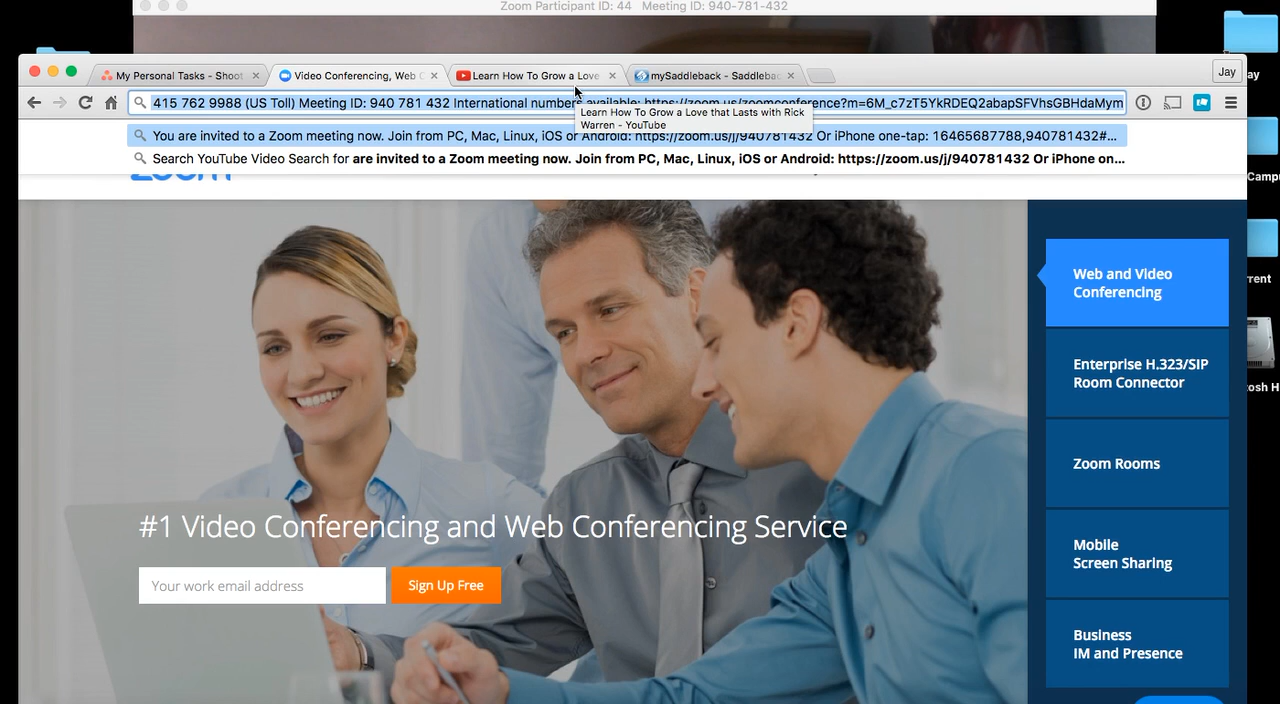 Zoom Participant ID: 44 Meeting ID: 940-781-432
My Personal Tasks - Shoot
Video Conferencing, Web C
Learn How To Grow a Love
mySaddleback - Saddlebac
Jay
415 762 9988 (US Toll) Meeting ID: 940 781 432 International numbers available: https://zoom.us/zoomconference?m=6M_c7zT5YkRDEQ2abapSFVhsGBHdaMym
Learn How To Grow a Love that Lasts with Rick
Warren - YouTube
You are invited to a Zoom meeting now. Join from PC, Mac, Linux, iOS or Android: https://zoom.us/j/940781432 Or iPhone one-tap: 16465687788,940781432#...
Search YouTube Video Search for are invited to a Zoom meeting now. Join from PC, Mac, Linux, iOS or Android: https://zoom.us/j/940781432 Or iPhone on...
zoom
Web and Video
Conferencing
Enterprise H.323/SIP
Room Connector
Zoom Rooms
Mobile
Screen Sharing
Business
IM and Presence
#1 Video Conferencing and Web Conferencing Service
Your work email address
Sign Up Free
ay
Campu
rrent
tosh H